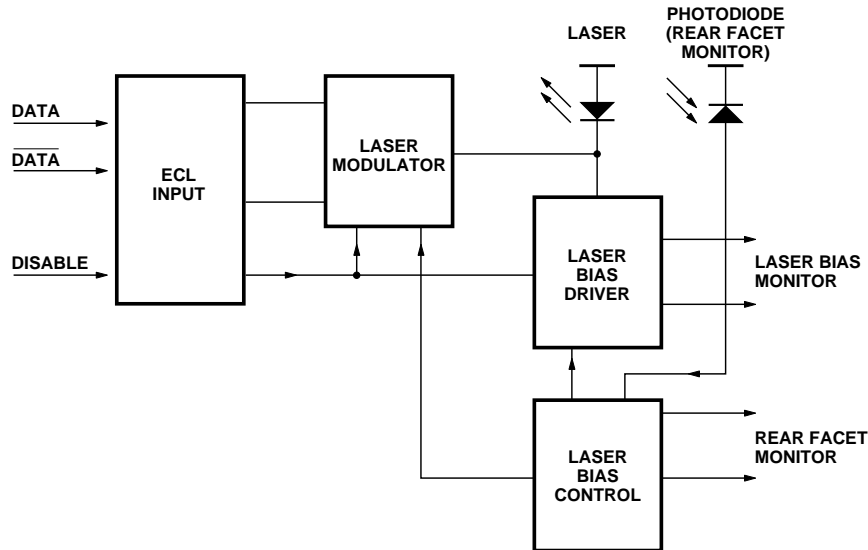 PHOTODIODE
(REAR FACET
MONITOR)
LASER
DATA
DATA
DISABLE
ECL
INPUT
LASER
MODULATOR
LASER
BIAS
DRIVER
LASER BIAS
MONITOR
LASER
BIAS
CONTROL
REAR FACET
MONITOR